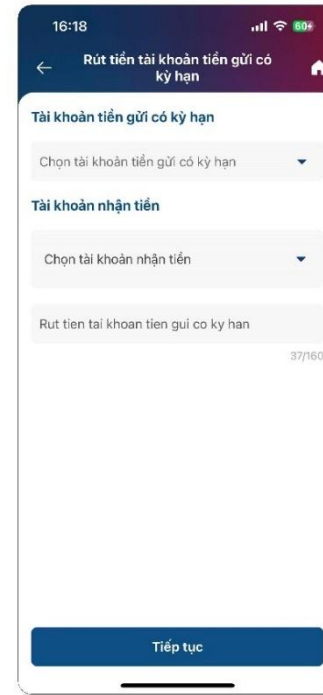 16:18
60+
Rút tiền tài khoản tiền gửi có
kỳ hạn
Tài khoản tiền gửi có kỳ hạn
Chọn tài khoản tiền gửi có kỳ hạn
Tài khoản nhận tiền
Chọn tài khoản nhận tiền
Rut tien tai khoan tien gui co ky han
37/160
Tiếp tục